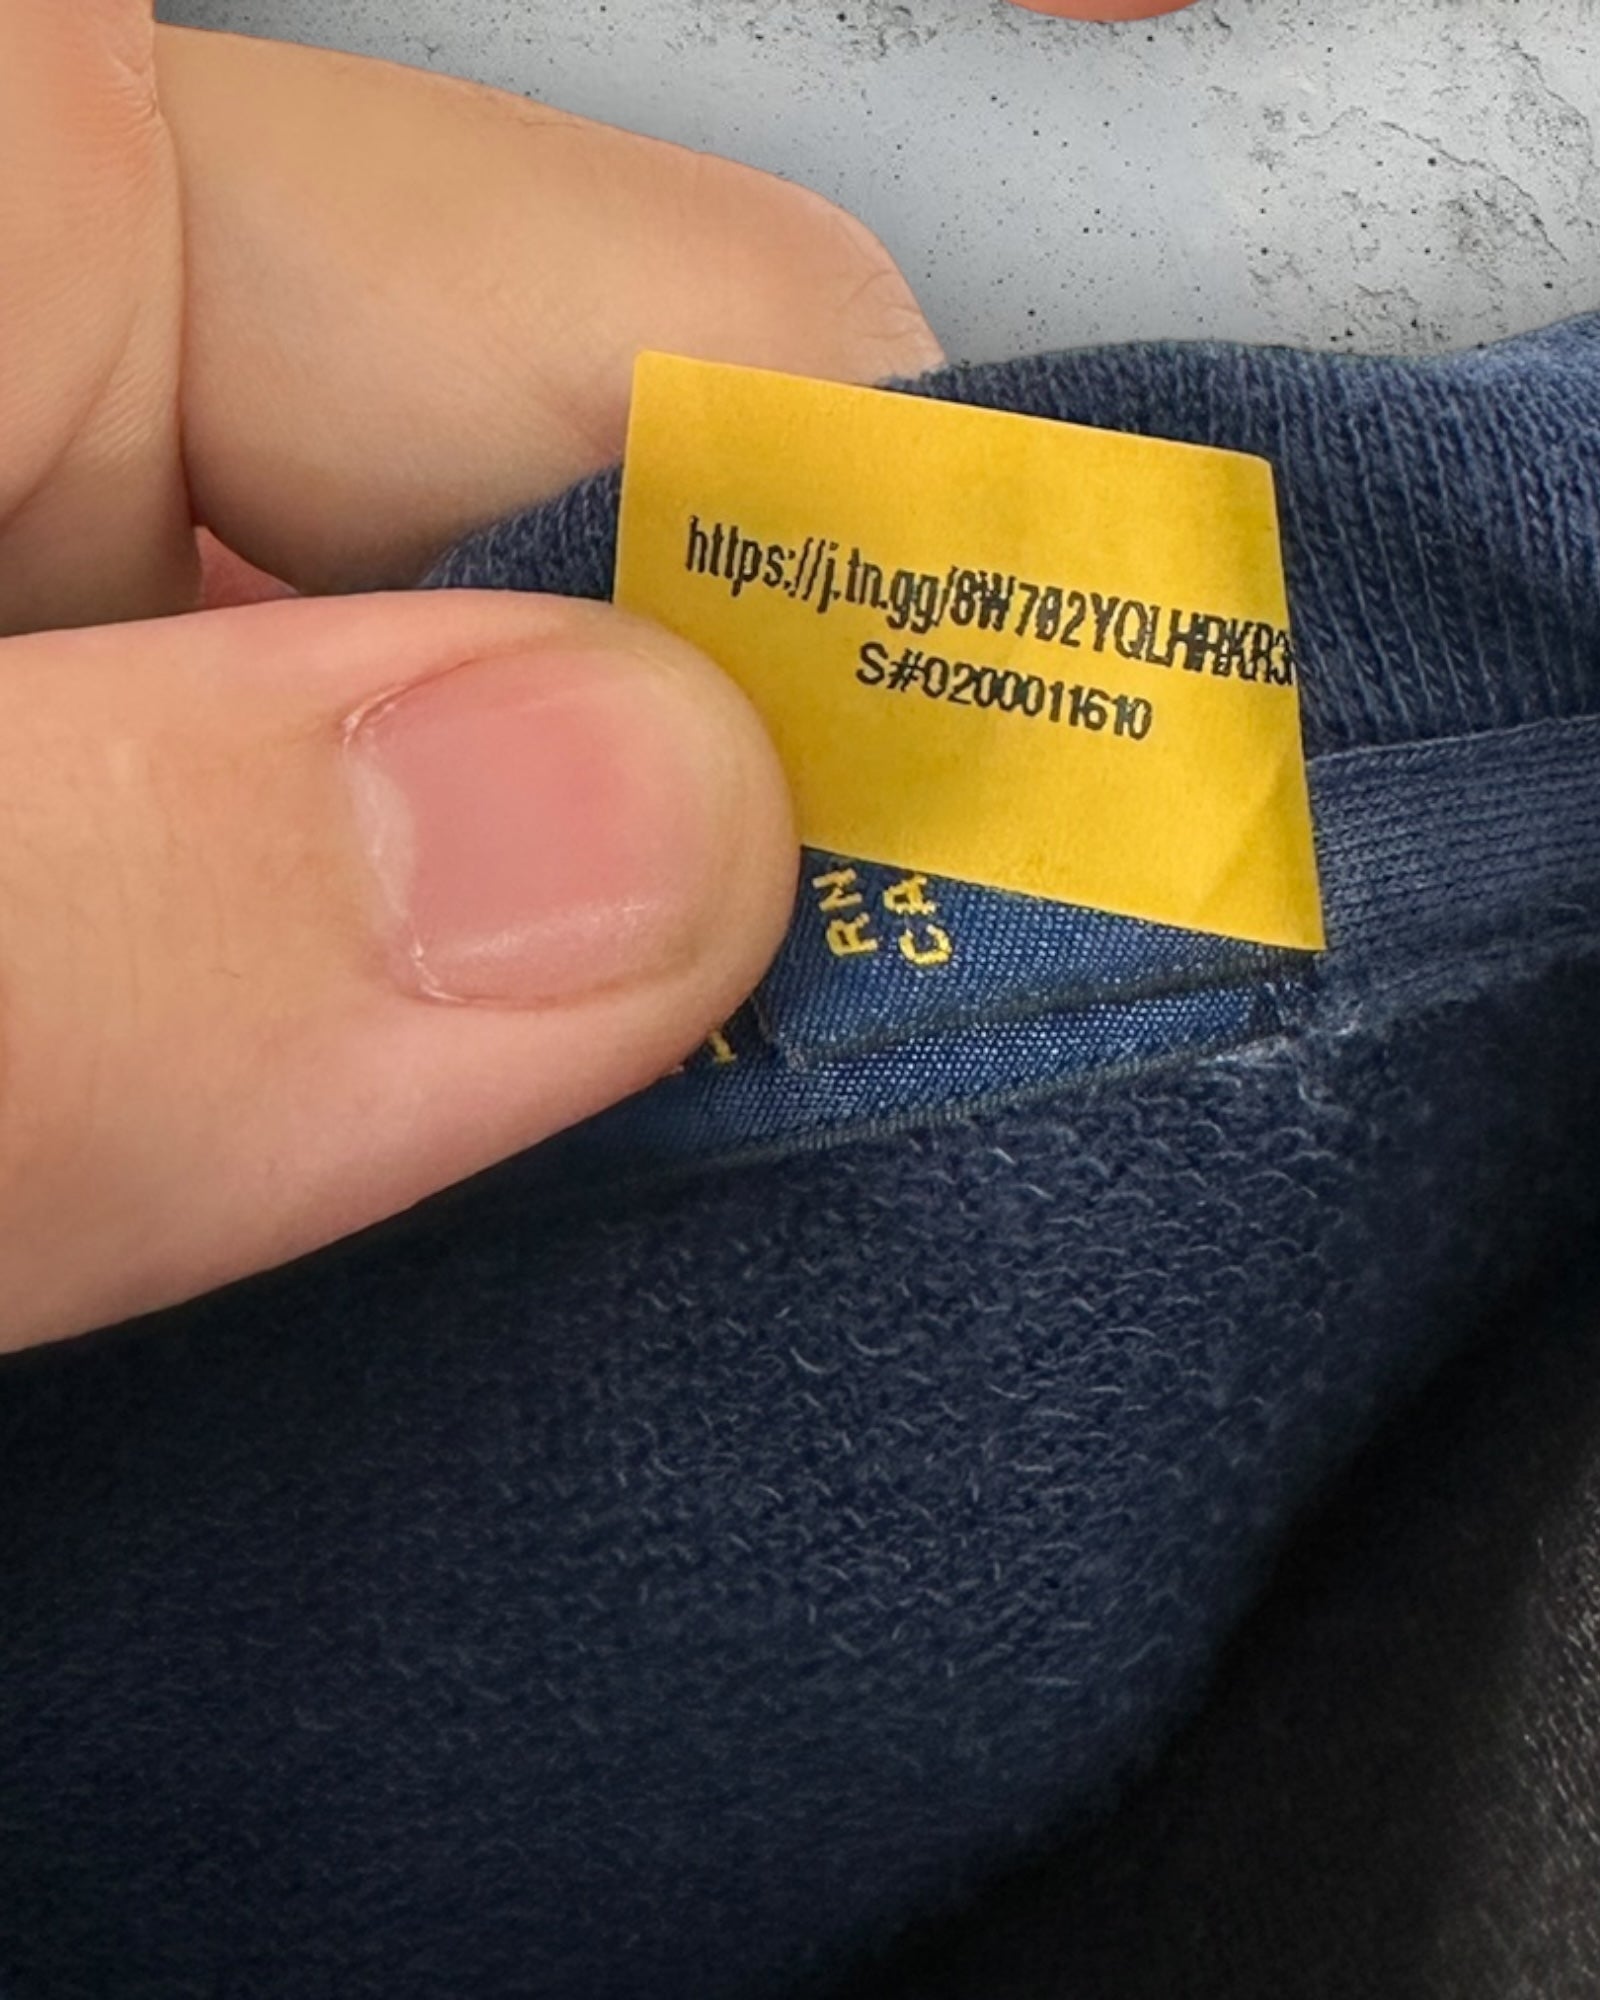 https://j.tn.gg/8W702YQLHRKR3
S#0200011610
RN
CA